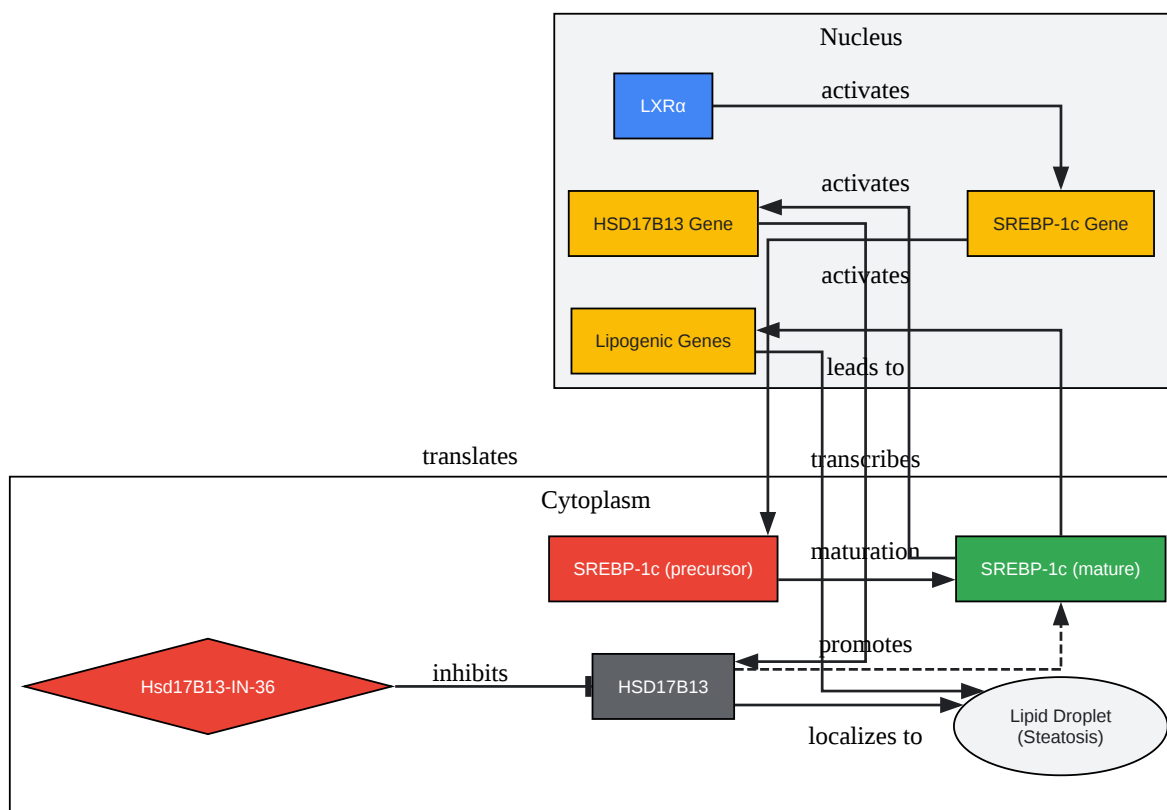 Nucleus
LXRα
activates
HSD17B13 Gene
activates
SREBP-1c Gene
activates
Lipogenic Genes
leads to
translates
transcribes
Cytoplasm
SREBP-1c (precursor)
maturation
SREBP-1c (mature)
Hsd17B13-IN-36
inhibits
HSD17B13
promotes
localizes to
Lipid Droplet
(Steatosis)